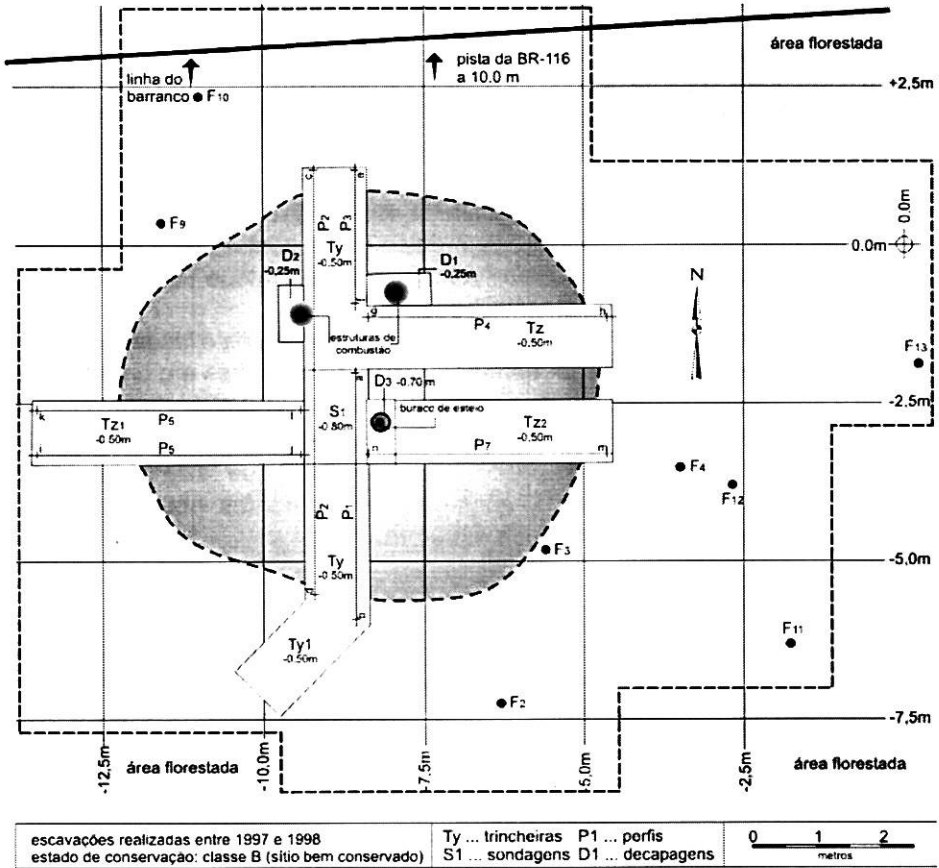 área florestada
pista da BR-116
a 10.0 m
linha do
barranco
F10
+2,5m
F9
0.0m
0.0m
c
e
P2
P3
Ty
-0.50m
D2
-0,25m
D1
-0,25m
N
g
h
P4
Tz
-0.50m
estruturas de
combustão
F13
D3 -0.70 m
buraco de esteio
-2.5m
k
P5
l
Tz1
-0.50m
i
P5
S1
-0.80m
a
Tz2
-0.50m
n
P7
m
F4
F12
P2
P1
Ty
-0.50m
F3
-5,0m
d
b
Ty1
-0.50m
F11
F2
-7,5m
-12,5m
-10,0m
-7,5m
-5,0m
-2,5m
área florestada
área florestada
escavações realizadas entre 1997 e 1998
estado de conservação: classe B (sítio bem conservado)
Ty ... trincheiras P1 ... perfis
S1 ... sondagens D1 ... decapagens
0 1 2
metros